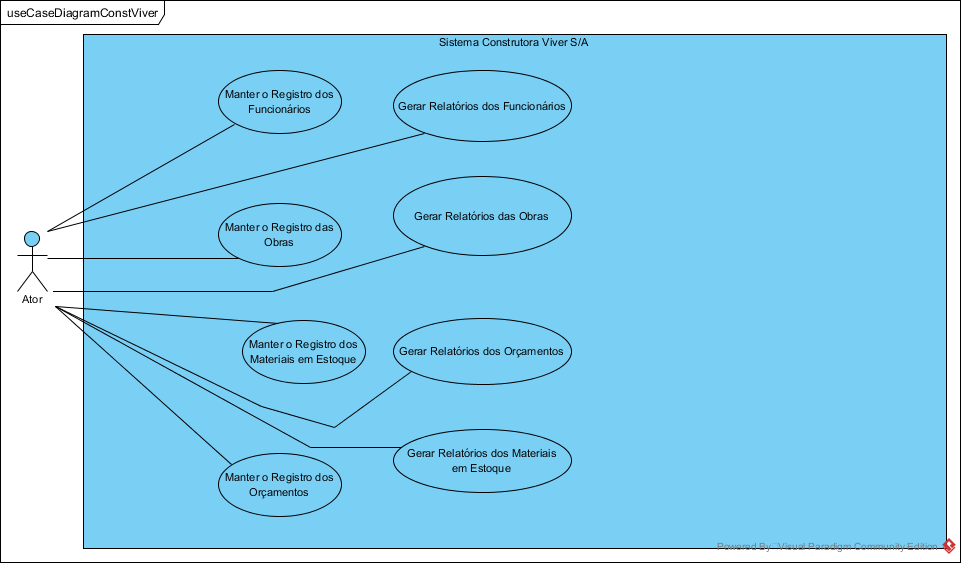 useCaseDiagramConstViver
Sistema Construtora Viver S/A
Manter o Registro dos
Funcionários
Gerar Relatórios dos Funcionários
Manter o Registro das
Obras
Gerar Relatórios das Obras
Ator
Manter o Registro dos
Materiais em Estoque
Gerar Relatórios dos Orçamentos
Gerar Relatórios dos Materiais
em Estoque
Manter o Registro dos
Orçamentos
Powered By Visual Paradigm Community Edition